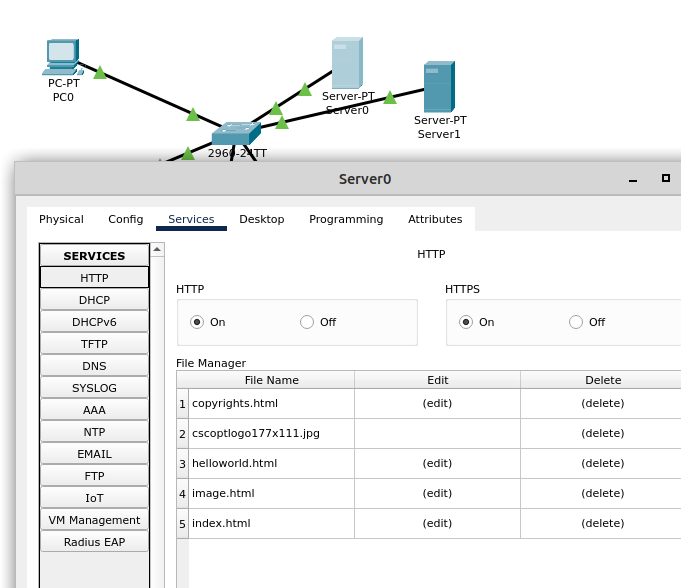 PC-PT
PC0
Server-PT
Server0
Server-PT
Server1
2960-24TT
Server0
Physical Config Services Desktop Programming Attributes
SERVICES
HTTP
DHCP
DHCPv6
TFTP
DNS
SYSLOG
AAA
NTP
EMAIL
FTP
IoT
VM Management
Radius EAP
HTTP
HTTP HTTPS
On Off On Off
File Manager
File Name Edit Delete
1 copyrights.html (edit) (delete)
2 cscoptlogo177x111.jpg (delete)
3 helloworld.html (edit) (delete)
4 image.html (edit) (delete)
5 index.html (edit) (delete)